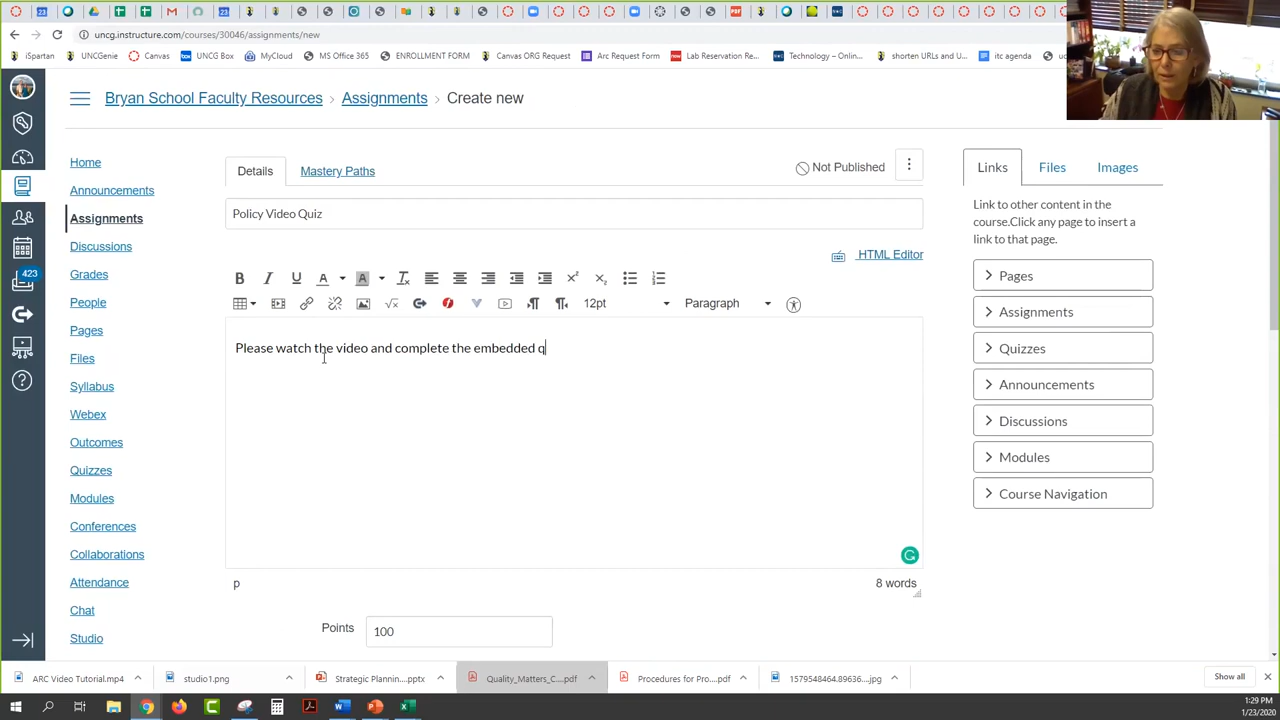 uncg.instructure.com/courses/30046/assignments/new
iSpartan
UNCGenie
Canvas
UNCG Box
MyCloud
MS Office 365
ENROLLMENT FORM
Canvas ORG Request
Arc Request Form
Lab Reservation Re...
Technology – Onlin...
shorten URLs and U...
itc agenda
Bryan School Faculty Resources › Assignments › Create new
Home
Announcements
Assignments
Discussions
Grades
People
Pages
Files
Syllabus
Webex
Outcomes
Quizzes
Modules
Conferences
Collaborations
Attendance
Chat
Studio
423
Details
Mastery Paths
Not Published
Policy Video Quiz
HTML Editor
12pt
Paragraph
Please watch the video and complete the embedded q
p
8 words
Points
100
Links
Files
Images
Link to other content in the
course.Click any page to insert a
link to that page.
Pages
Assignments
Quizzes
Announcements
Discussions
Modules
Course Navigation
ARC Video Tutorial.mp4
studio1.png
Strategic Plannin....pptx
Quality_Matters_C....pdf
Procedures for Pro....pdf
1579548464,89636....jpg
Show all
1:29 PM
1/23/2020